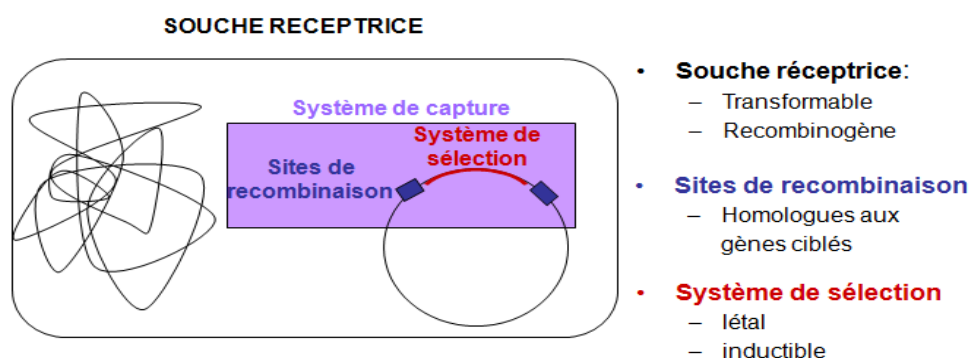 SOUCHE RECEPTRICE
Système de capture
Système de
sélection
Sites de
recombinaison
• Souche réceptrice:
– Transformable
– Recombinogène
• Sites de recombinaison
– Homologues aux
gènes ciblés
• Système de sélection
– létal
– inductible